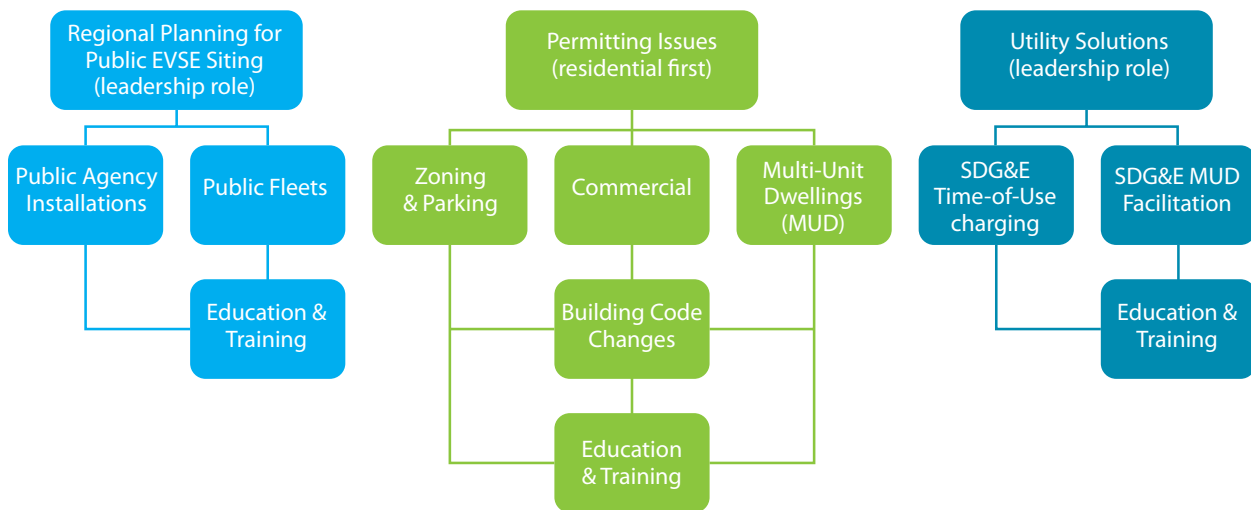 Regional Planning for
Public EVSE Siting
(leadership role)
Public Agency
Installations
Public Fleets
Education &
Training
Permitting Issues
(residential first)
Zoning
& Parking
Commercial
Multi-Unit
Dwellings
(MUD)
Building Code
Changes
Education
& Training
Utility Solutions
(leadership role)
SDG&E
Time-of-Use
charging
SDG&E MUD
Facilitation
Education &
Training